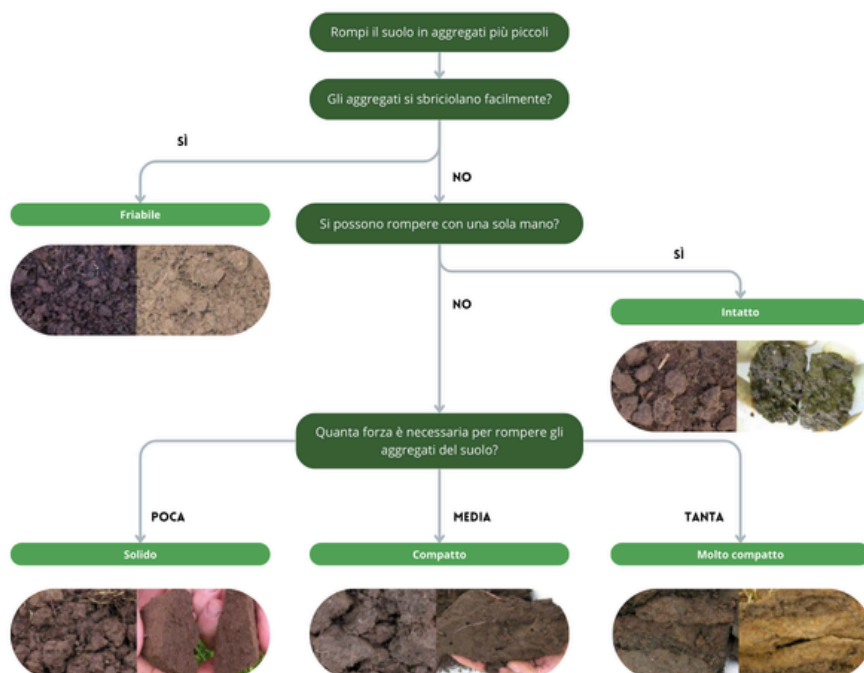 Rompi il suolo in aggregati più piccoli
Gli aggregati si sbriciolano facilmente?
SÌ
NO
Friabile
Si possono rompere con una sola mano?
SÌ
NO
Intatto
Quanta forza è necessaria per rompere gli
aggregati del suolo?
POCA
MEDIA
TANTA
Solido
Compatto
Molto compatto